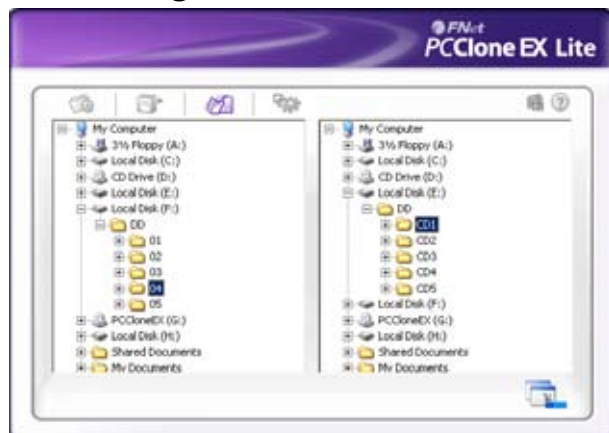 FNet
PCClone EX Lite
My Computer
3½ Floppy (A:)
Local Disk (C:)
CD Drive (D:)
Local Disk (E:)
Local Disk (F:)
DD
01
02
03
04
05
PCCloneEX (G:)
Local Disk (H:)
Shared Documents
My Documents
My Computer
3½ Floppy (A:)
Local Disk (C:)
CD Drive (D:)
Local Disk (E:)
DD
CD1
CD2
CD3
CD4
CD5
Local Disk (F:)
PCCloneEX (G:)
Local Disk (H:)
Shared Documents
My Documents